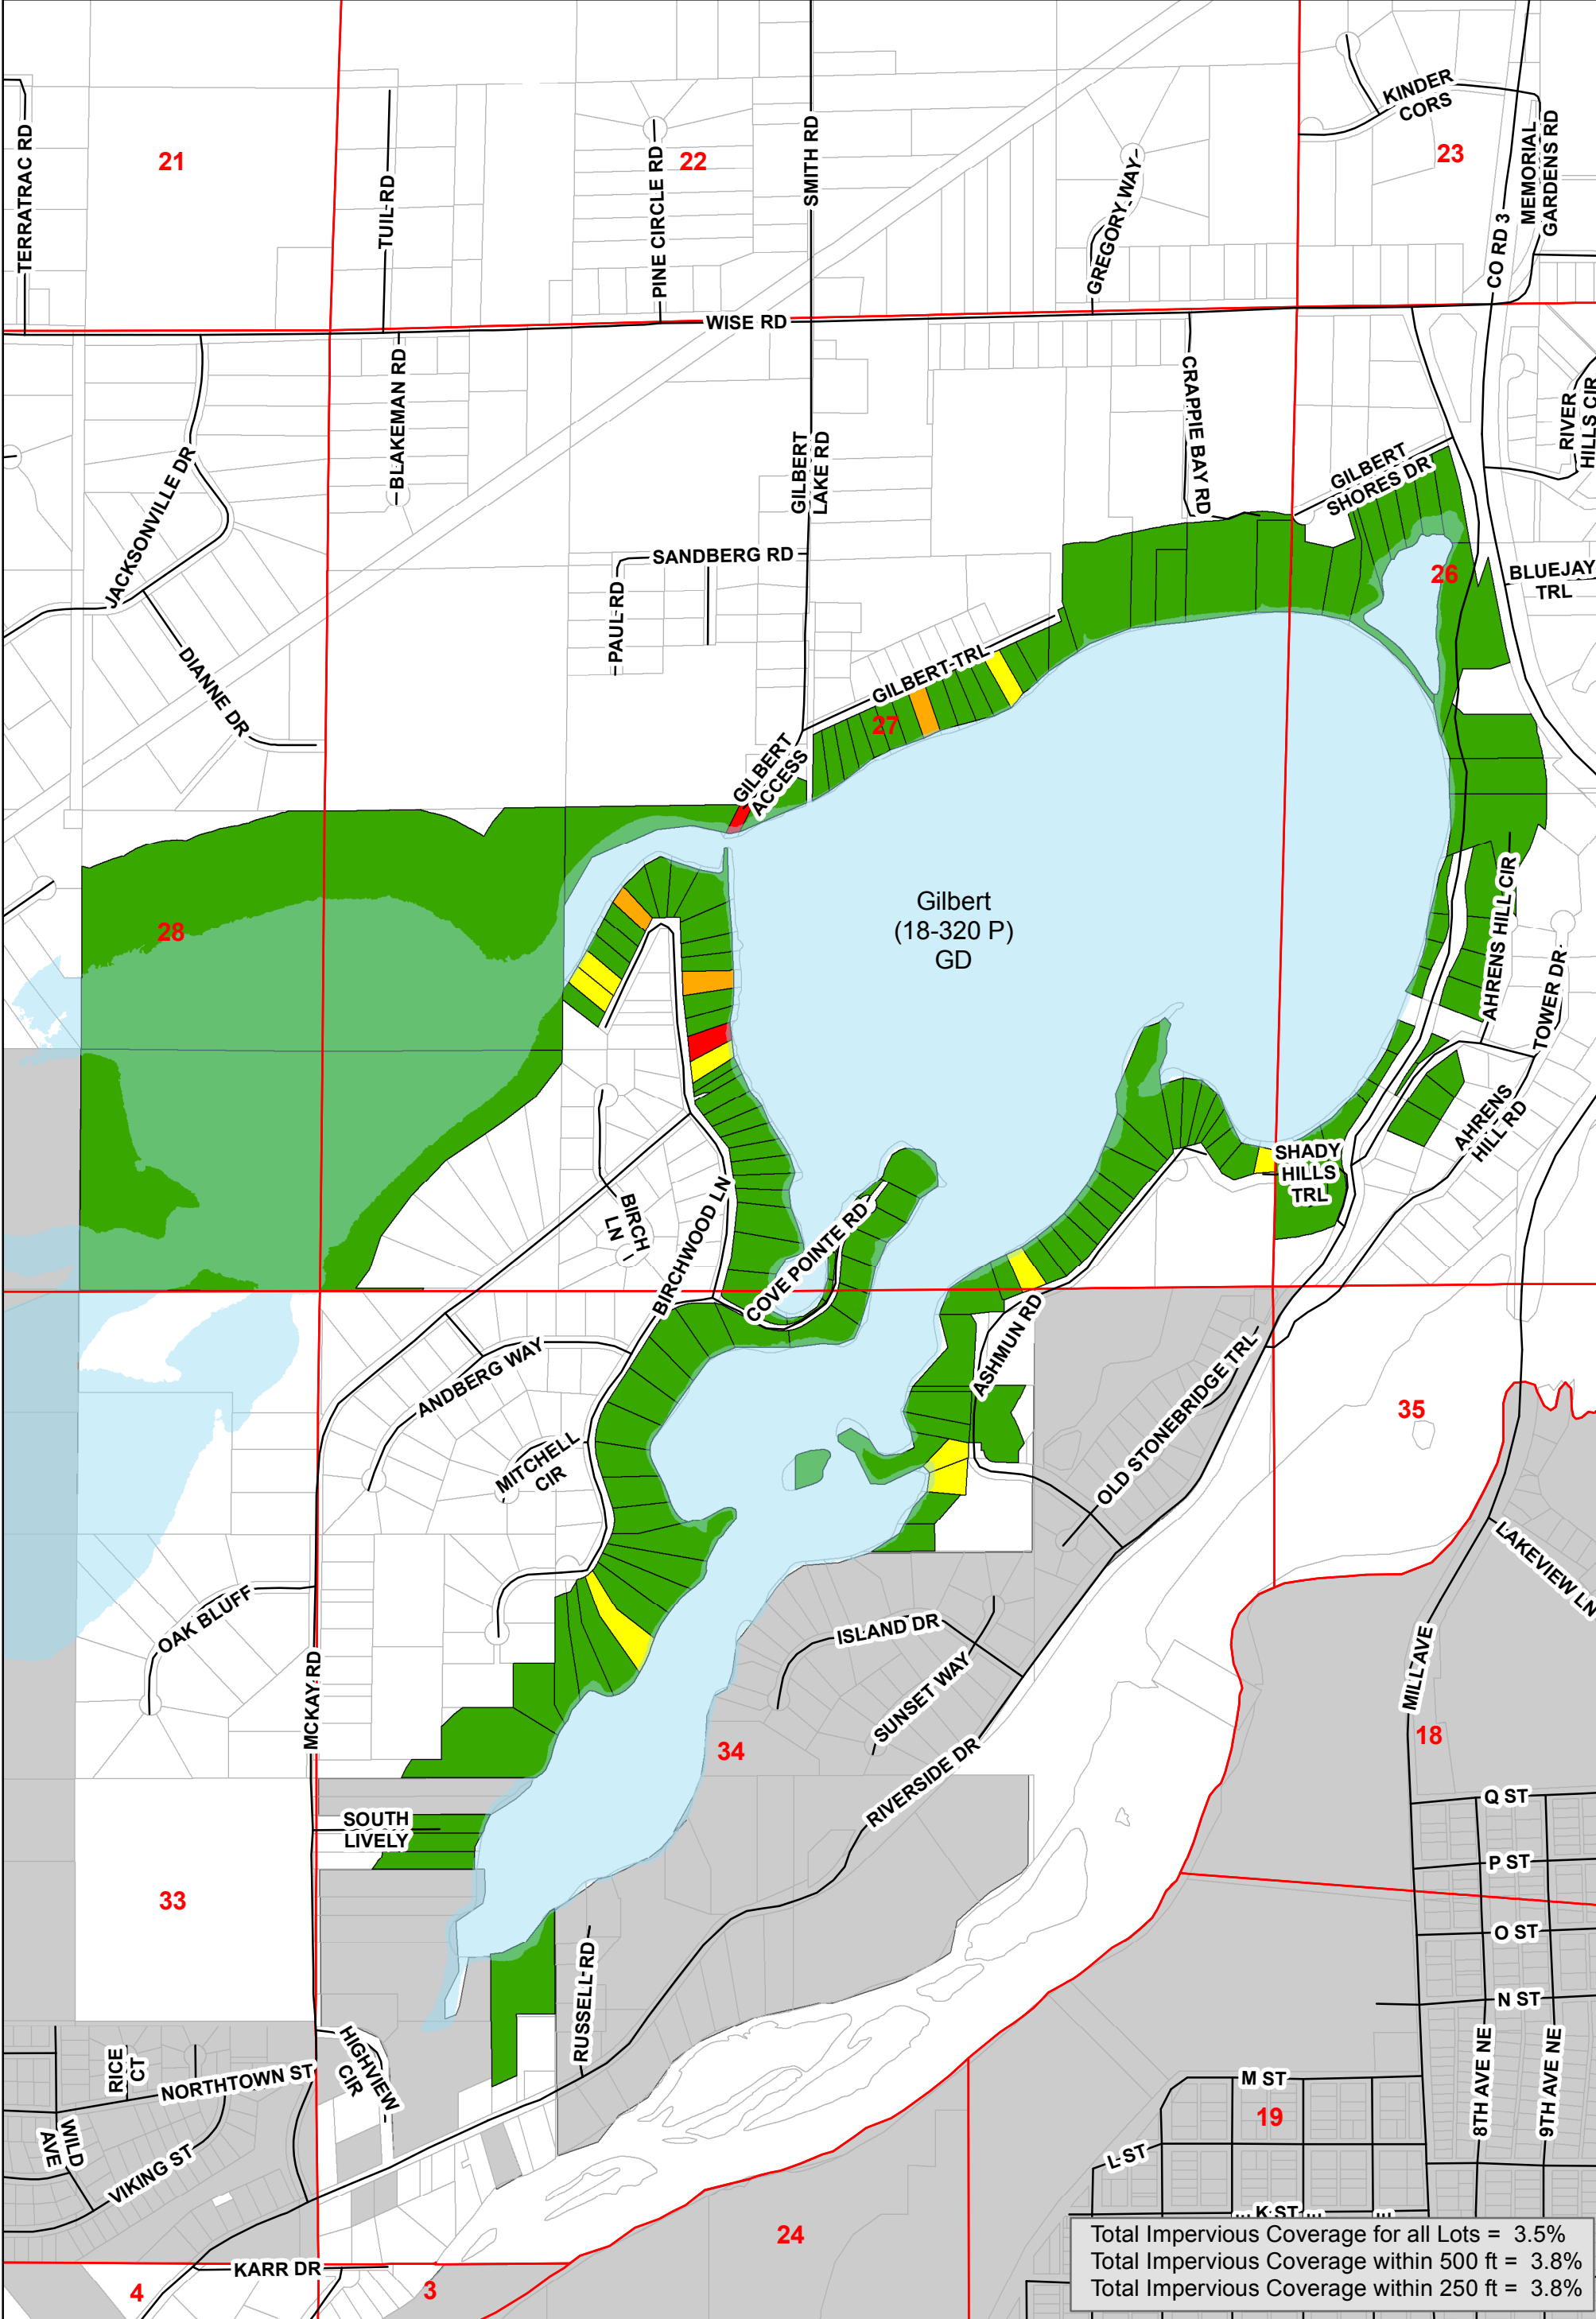 KINDER
CORS
TERRATRAC RD
21
TUIL RD
PINE CIRCLE RD
22
SMITH RD
GREGORY WAY
23
MEMORIAL
GARDENS RD
CO RD 3
WISE RD
BLAKEMAN RD
JACKSONVILLE DR
GILBERT
LAKE RD
CRAPPIE BAY RD
RIVER
HILLS CIR
GILBERT
SHORES DR
SANDBERG RD
PAUL RD
26
BLUEJAY
TRL
DIANNE DR
GILBERT TRL
27
GILBERT
ACCESS
28
Gilbert
(18-320 P)
GD
AHRENS HILL CIR
TOWER DR
AHRENS
HILL RD
SHADY
HILLS
TRL
BIRCH
LN
BIRCHWOOD LN
COVE POINTE RD
ASHMUN RD
ANDBERG WAY
OLD STONEBRIDGE TRL
35
MITCHELL
CIR
LAKEVIEW LN
OAK BLUFF
MCKAY RD
ISLAND DR
SUNSET WAY
MILL AVE
34
18
RIVERSIDE DR
SOUTH
LIVELY
Q ST
P ST
33
O ST
RUSSELL RD
N ST
RICE
CT
NORTHTOWN ST
HIGHVIEW
CIR
M ST
8TH AVE NE
9TH AVE NE
19
WILD
AVE
VIKING ST
L ST
K ST
24
KARR DR
4
3
Total Impervious Coverage for all Lots = 3.5%
Total Impervious Coverage within 500 ft = 3.8%
Total Impervious Coverage within 250 ft = 3.8%